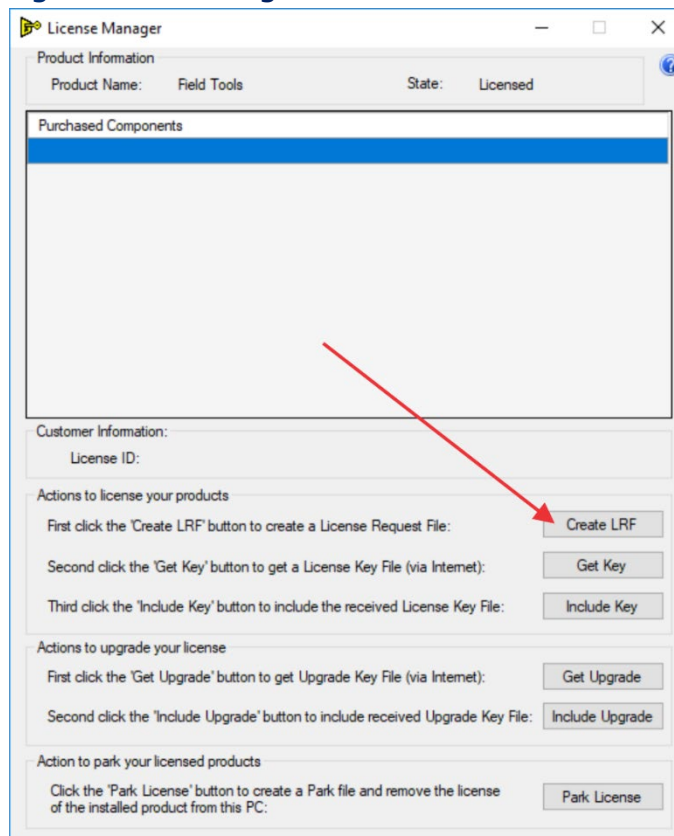 License Manager
Product Information
Product Name: Field Tools State: Licensed
Purchased Components
Customer Information:
License ID:
Actions to license your products
First click the 'Create LRF' button to create a License Request File: Create LRF
Second click the 'Get Key' button to get a License Key File (via Internet): Get Key
Third click the 'Include Key' button to include the received License Key File: Include Key
Actions to upgrade your license
First click the 'Get Upgrade' button to get Upgrade Key File (via Internet): Get Upgrade
Second click the 'Include Upgrade' button to include received Upgrade Key File: Include Upgrade
Action to park your licensed products
Click the 'Park License' button to create a Park file and remove the license
of the installed product from this PC: Park License